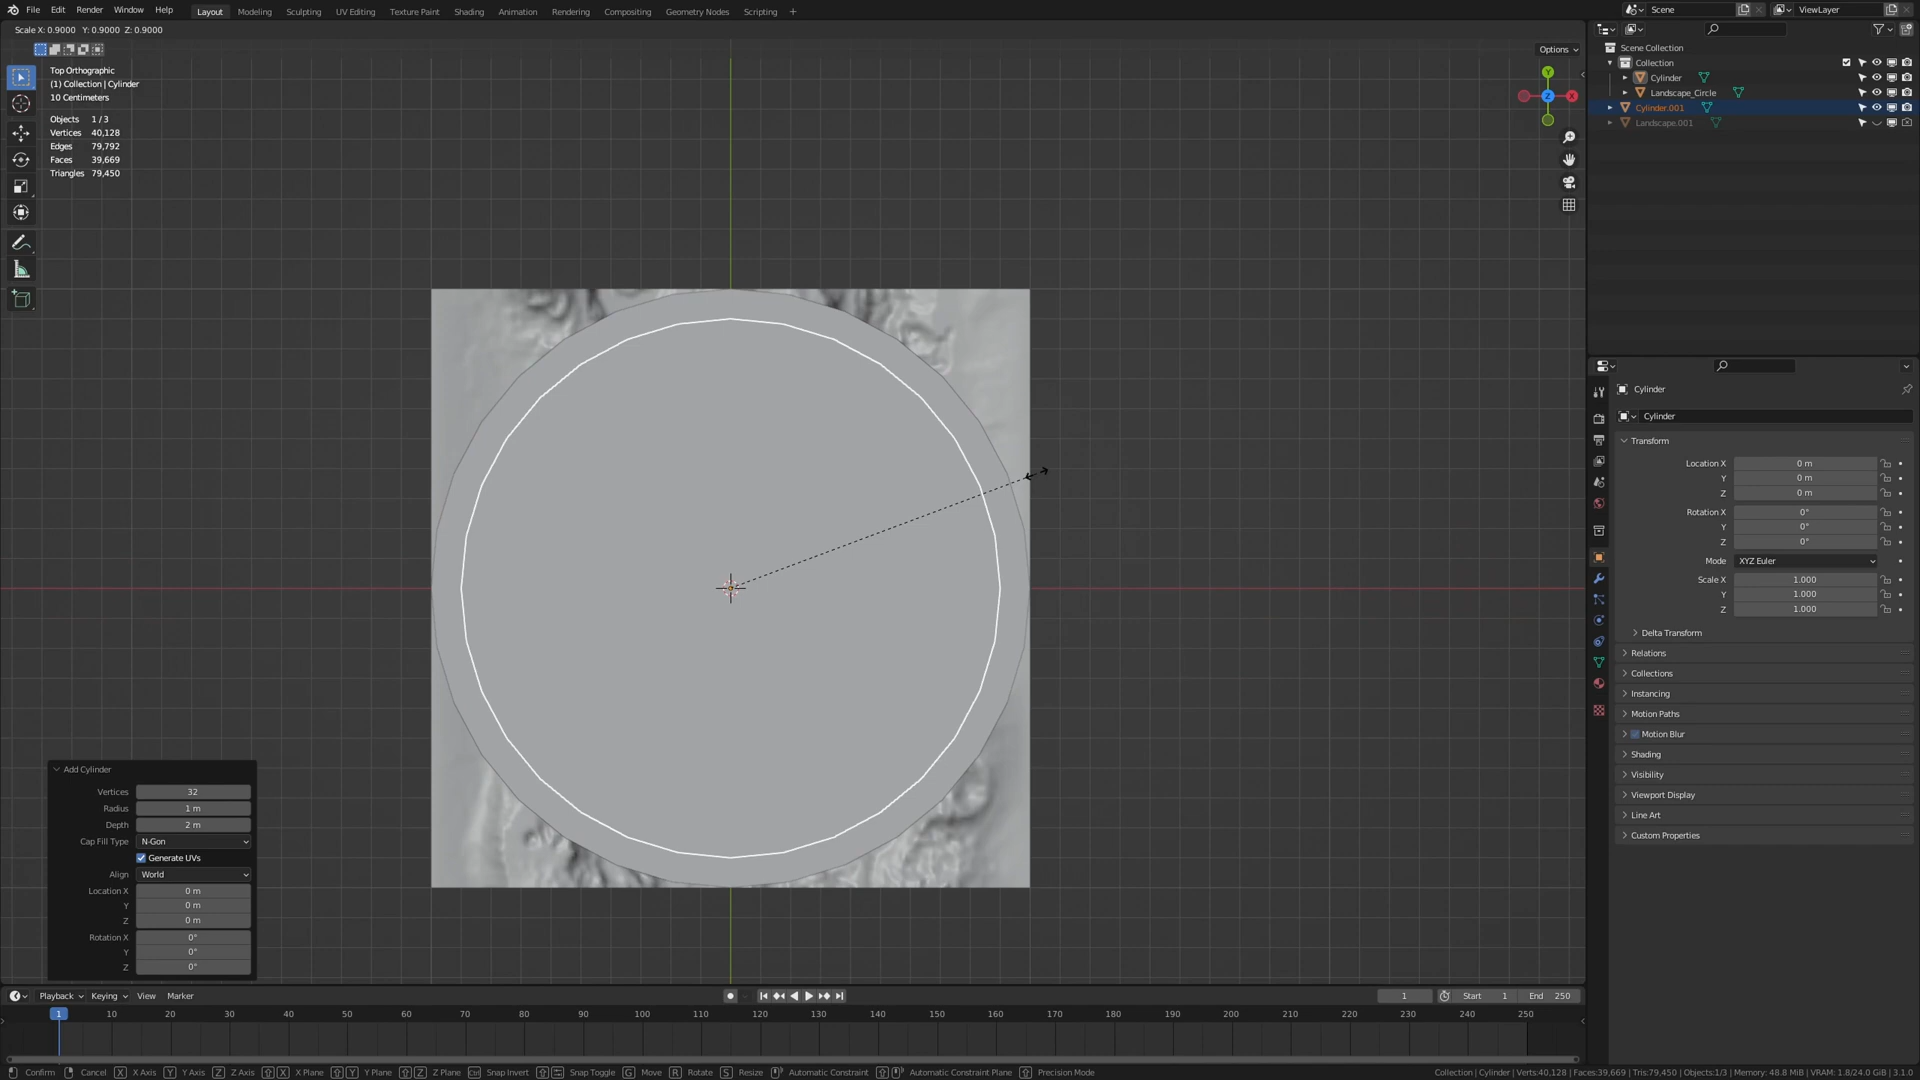 File Edit Render Window Help Layout Modeling Sculpting UV Editing Texture Paint Shading Animation Rendering Compositing Geometry Nodes Scripting + Scene ViewLayer
Scale X: 0.9000 Y: 0.9000 Z: 0.9000
Options
Top Orthographic
(1) Collection | Cylinder
10 Centimeters
Objects 1 / 3
Vertices 40,128
Edges 79,792
Faces 39,669
Triangles 79,450
Y
Z
X
Scene Collection
Collection
Cylinder
Landscape_Circle
Cylinder.001
Landscape.001
Cylinder
Cylinder
Transform
Location X 0 m
Y 0 m
Z 0 m
Rotation X 0°
Y 0°
Z 0°
Mode XYZ Euler
Scale X 1.000
Y 1.000
Z 1.000
Delta Transform
Relations
Collections
Instancing
Motion Paths
Motion Blur
Shading
Visibility
Viewport Display
Line Art
Custom Properties
Add Cylinder
Vertices 32
Radius 1 m
Depth 2 m
Cap Fill Type N-Gon
Generate UVs
Align World
Location X 0 m
Y 0 m
Z 0 m
Rotation X 0°
Y 0°
Z 0°
Playback Keying View Marker 1 Start 1 End 250
1 10 20 30 40 50 60 70 80 90 100 110 120 130 140 150 160 170 180 190 200 210 220 230 240 250
Confirm Cancel X X Axis Y Y Axis Z Z Axis X X Plane Y Y Plane Z Z Plane Ctrl Snap Invert Snap Toggle G Move R Rotate S Resize Automatic Constraint Automatic Constraint Plane Precision Mode Collection | Cylinder | Verts:40,128 | Faces:39,669 | Tris:79,450 | Objects:1/3 | Memory: 48.8 MiB | VRAM: 1.8/24.0 GiB | 3.1.0